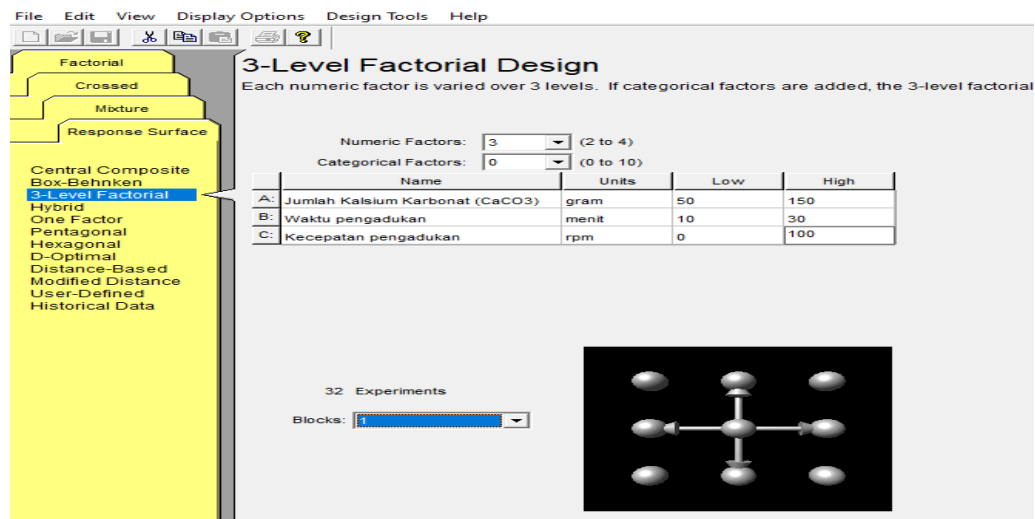 File Edit View Display Options Design Tools Help
Factorial
Crossed
Mixture
Response Surface
Central Composite
Box-Behnken
3-Level Factorial
Hybrid
One Factor
Pentagonal
Hexagonal
D-Optimal
Distance-Based
Modified Distance
User-Defined
Historical Data
3-Level Factorial Design
Each numeric factor is varied over 3 levels. If categorical factors are added, the 3-level factorial
Numeric Factors: 3 (2 to 4)
Categorical Factors: 0 (0 to 10)
Name Units Low High
A: Jumlah Kalsium Karbonat (CaCO3) gram 50 150
B: Waktu pengadukan menit 10 30
C: Kecepatan pengadukan rpm 0 100
32 Experiments
Blocks: 1